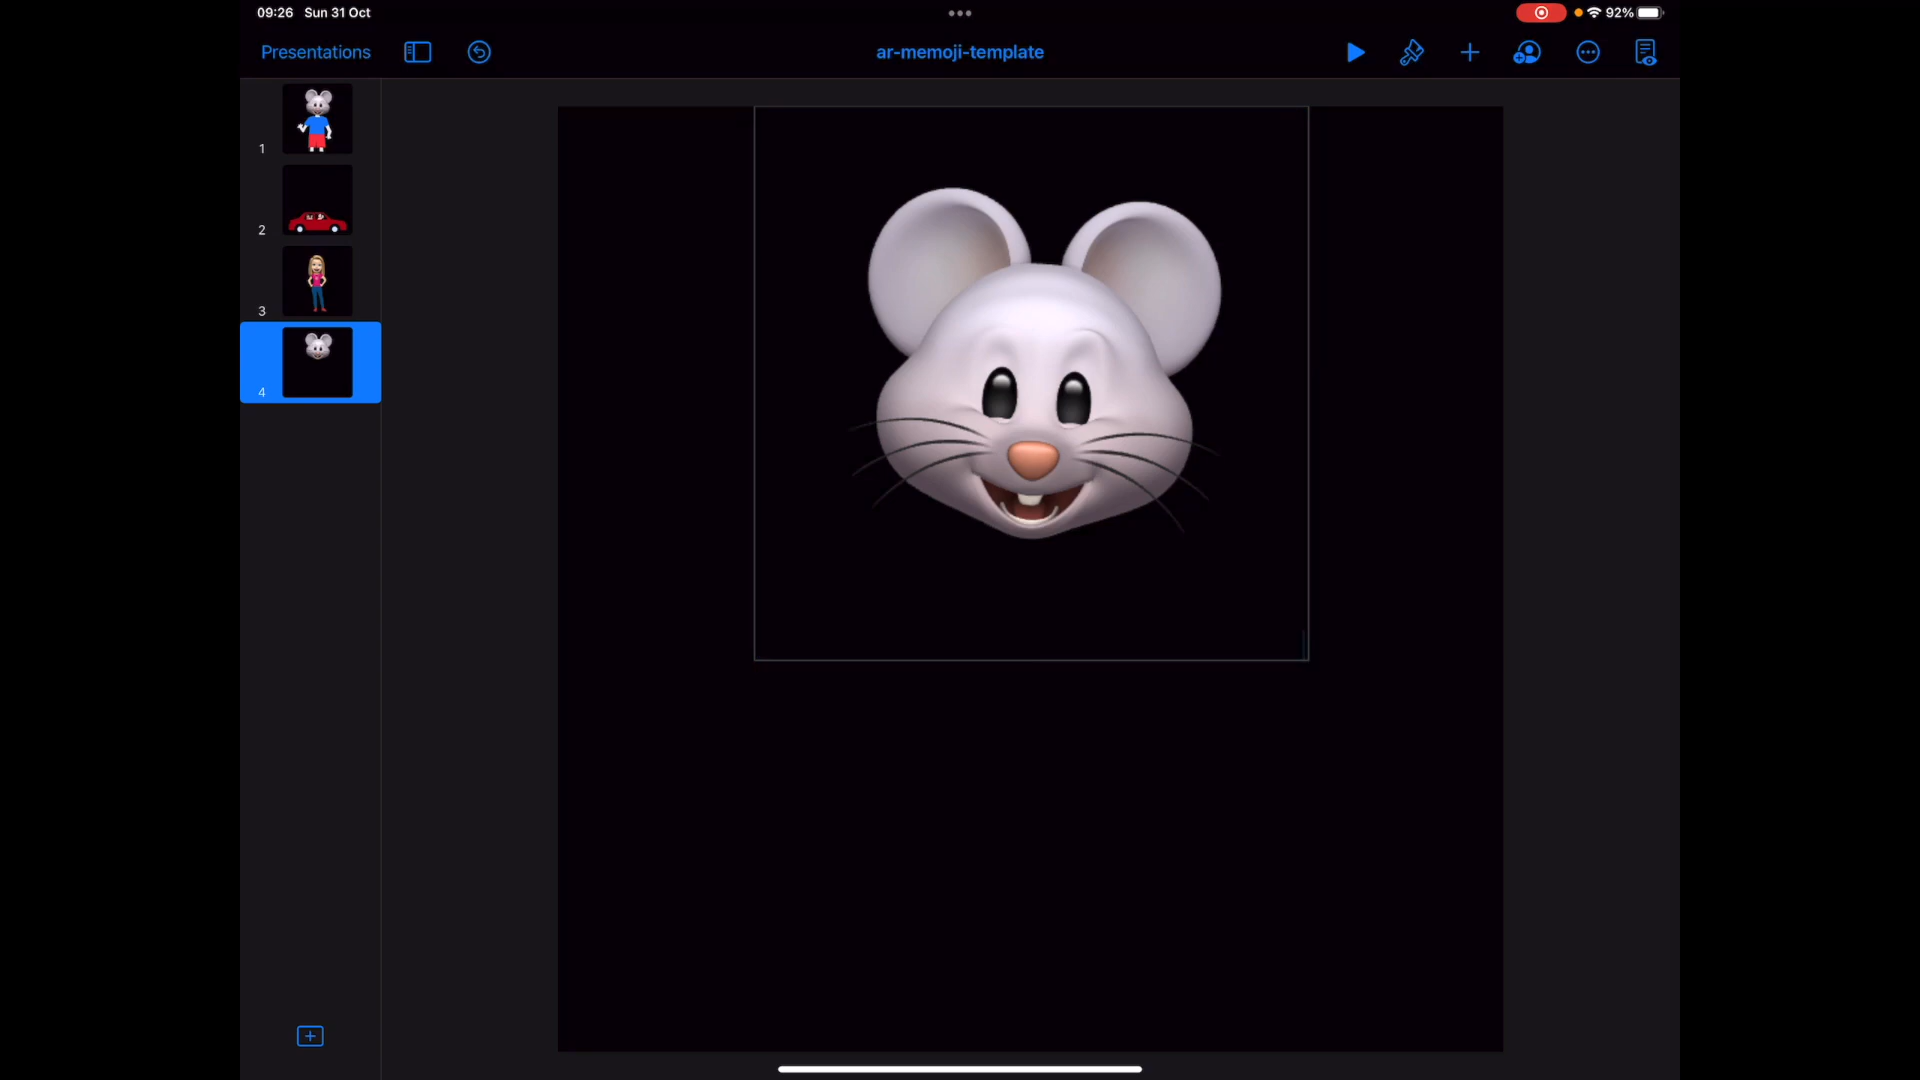 09:26 Sun 31 Oct
92%
Presentations
ar-memoji-template
1
2
3
4